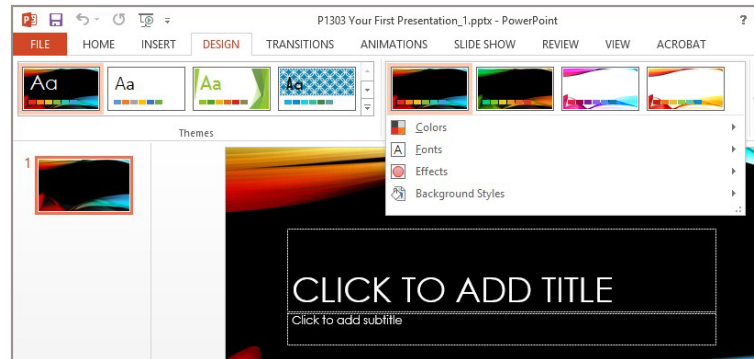 P1303 Your First Presentation_1.pptx - PowerPoint ?
FILE HOME INSERT DESIGN TRANSITIONS ANIMATIONS SLIDE SHOW REVIEW VIEW ACROBAT
Aa Aa Aa Aa
Themes
Colors
Fonts
Effects
Background Styles
1
CLICK TO ADD TITLE
Click to add subtitle